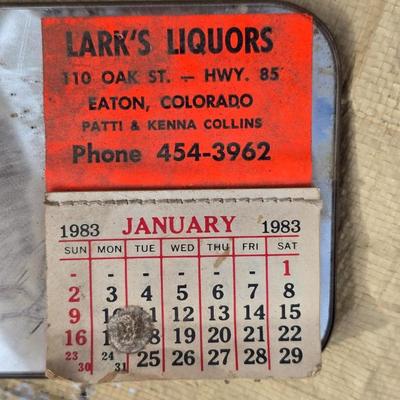 LARK'S LIQUORS
110 OAK ST. — HWY. 85
EATON, COLORADO
PATTI & KENNA COLLINS
Phone 454-3962
1983 JANUARY 1983
SUN MON TUE WED THU FRI SAT
- - - - - - 1
2 3 4 5 6 7 8
9 10 11 12 13 14 15
16 18 19 20 21 22
23/30 24/31 25 26 27 28 29